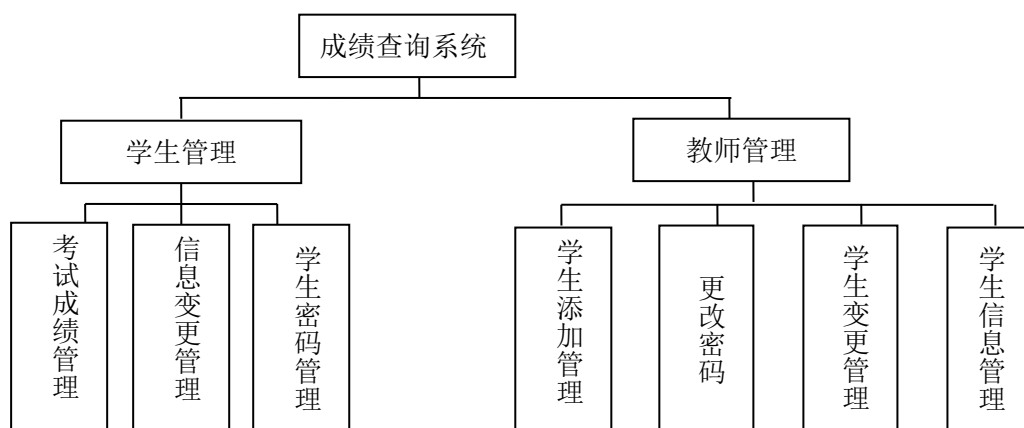 成绩查询系统
学生管理
教师管理
考试成绩管理
信息变更管理
学生密码管理
学生添加管理
更改密码
学生变更管理
学生信息管理